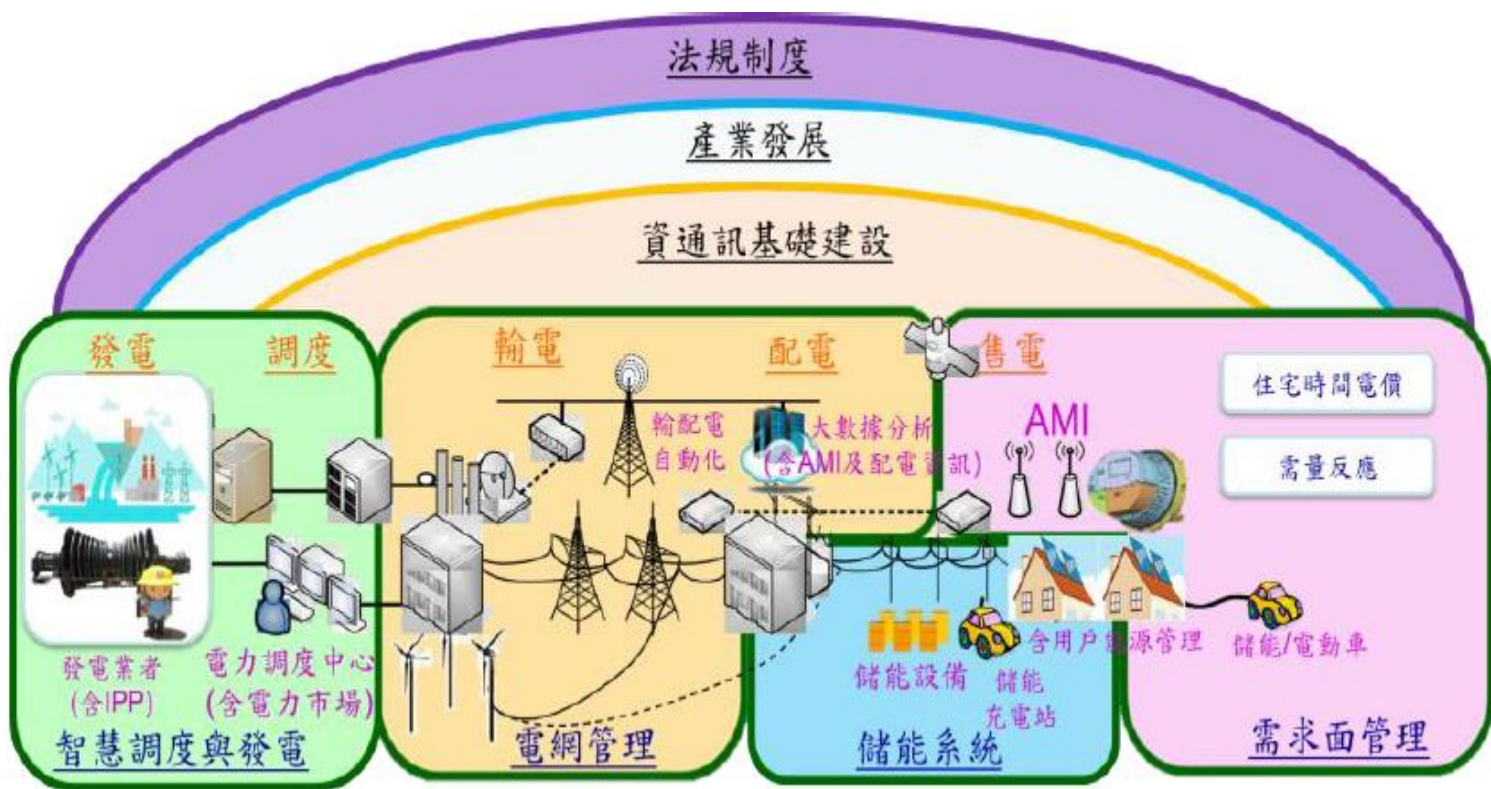 法規制度
產業發展
資通訊基礎建設
發電
調度
輸電
配電
售電
住宅時間電價
需量反應
AMI
輸配電
自動化
大數據分析
(含AMI及配電資訊)
發電業者
(含IPP)
電力調度中心
(含電力市場)
儲能設備
儲能
充電站
含用戶能源管理
儲能/電動車
智慧調度與發電
電網管理
儲能系統
需求面管理